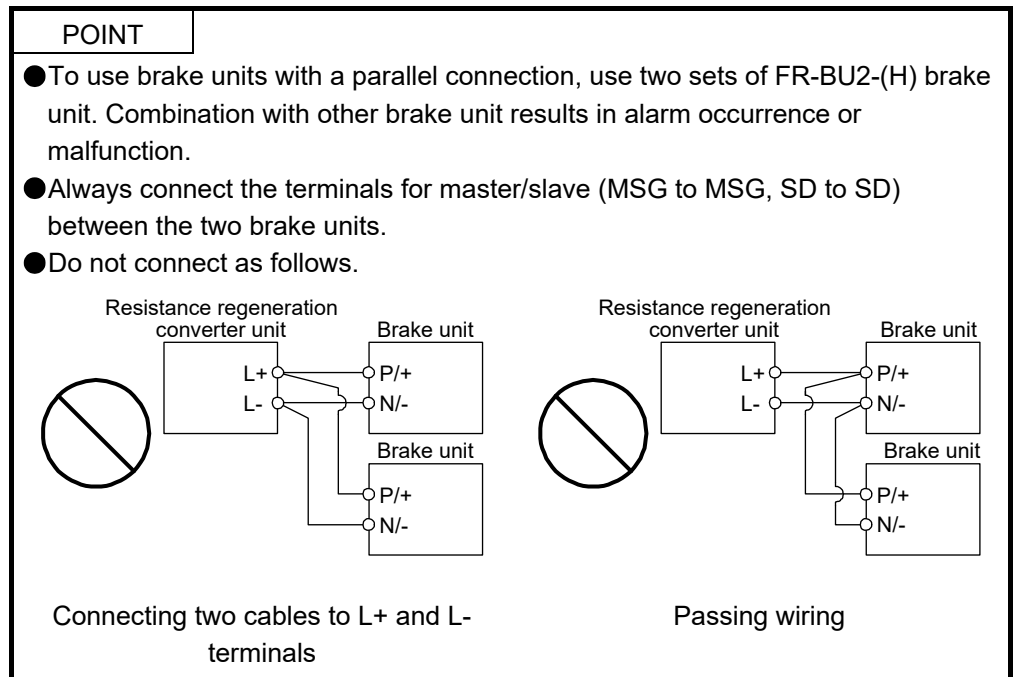 POINT
●To use brake units with a parallel connection, use two sets of FR-BU2-(H) brake
unit. Combination with other brake unit results in alarm occurrence or
malfunction.
●Always connect the terminals for master/slave (MSG to MSG, SD to SD)
between the two brake units.
●Do not connect as follows.
Resistance regeneration
converter unit
Brake unit
L+
P/+
L-
N/-
Brake unit
P/+
N/-
Connecting two cables to L+ and L-
terminals
Resistance regeneration
converter unit
Brake unit
L+
P/+
L-
N/-
Brake unit
P/+
N/-
Passing wiring